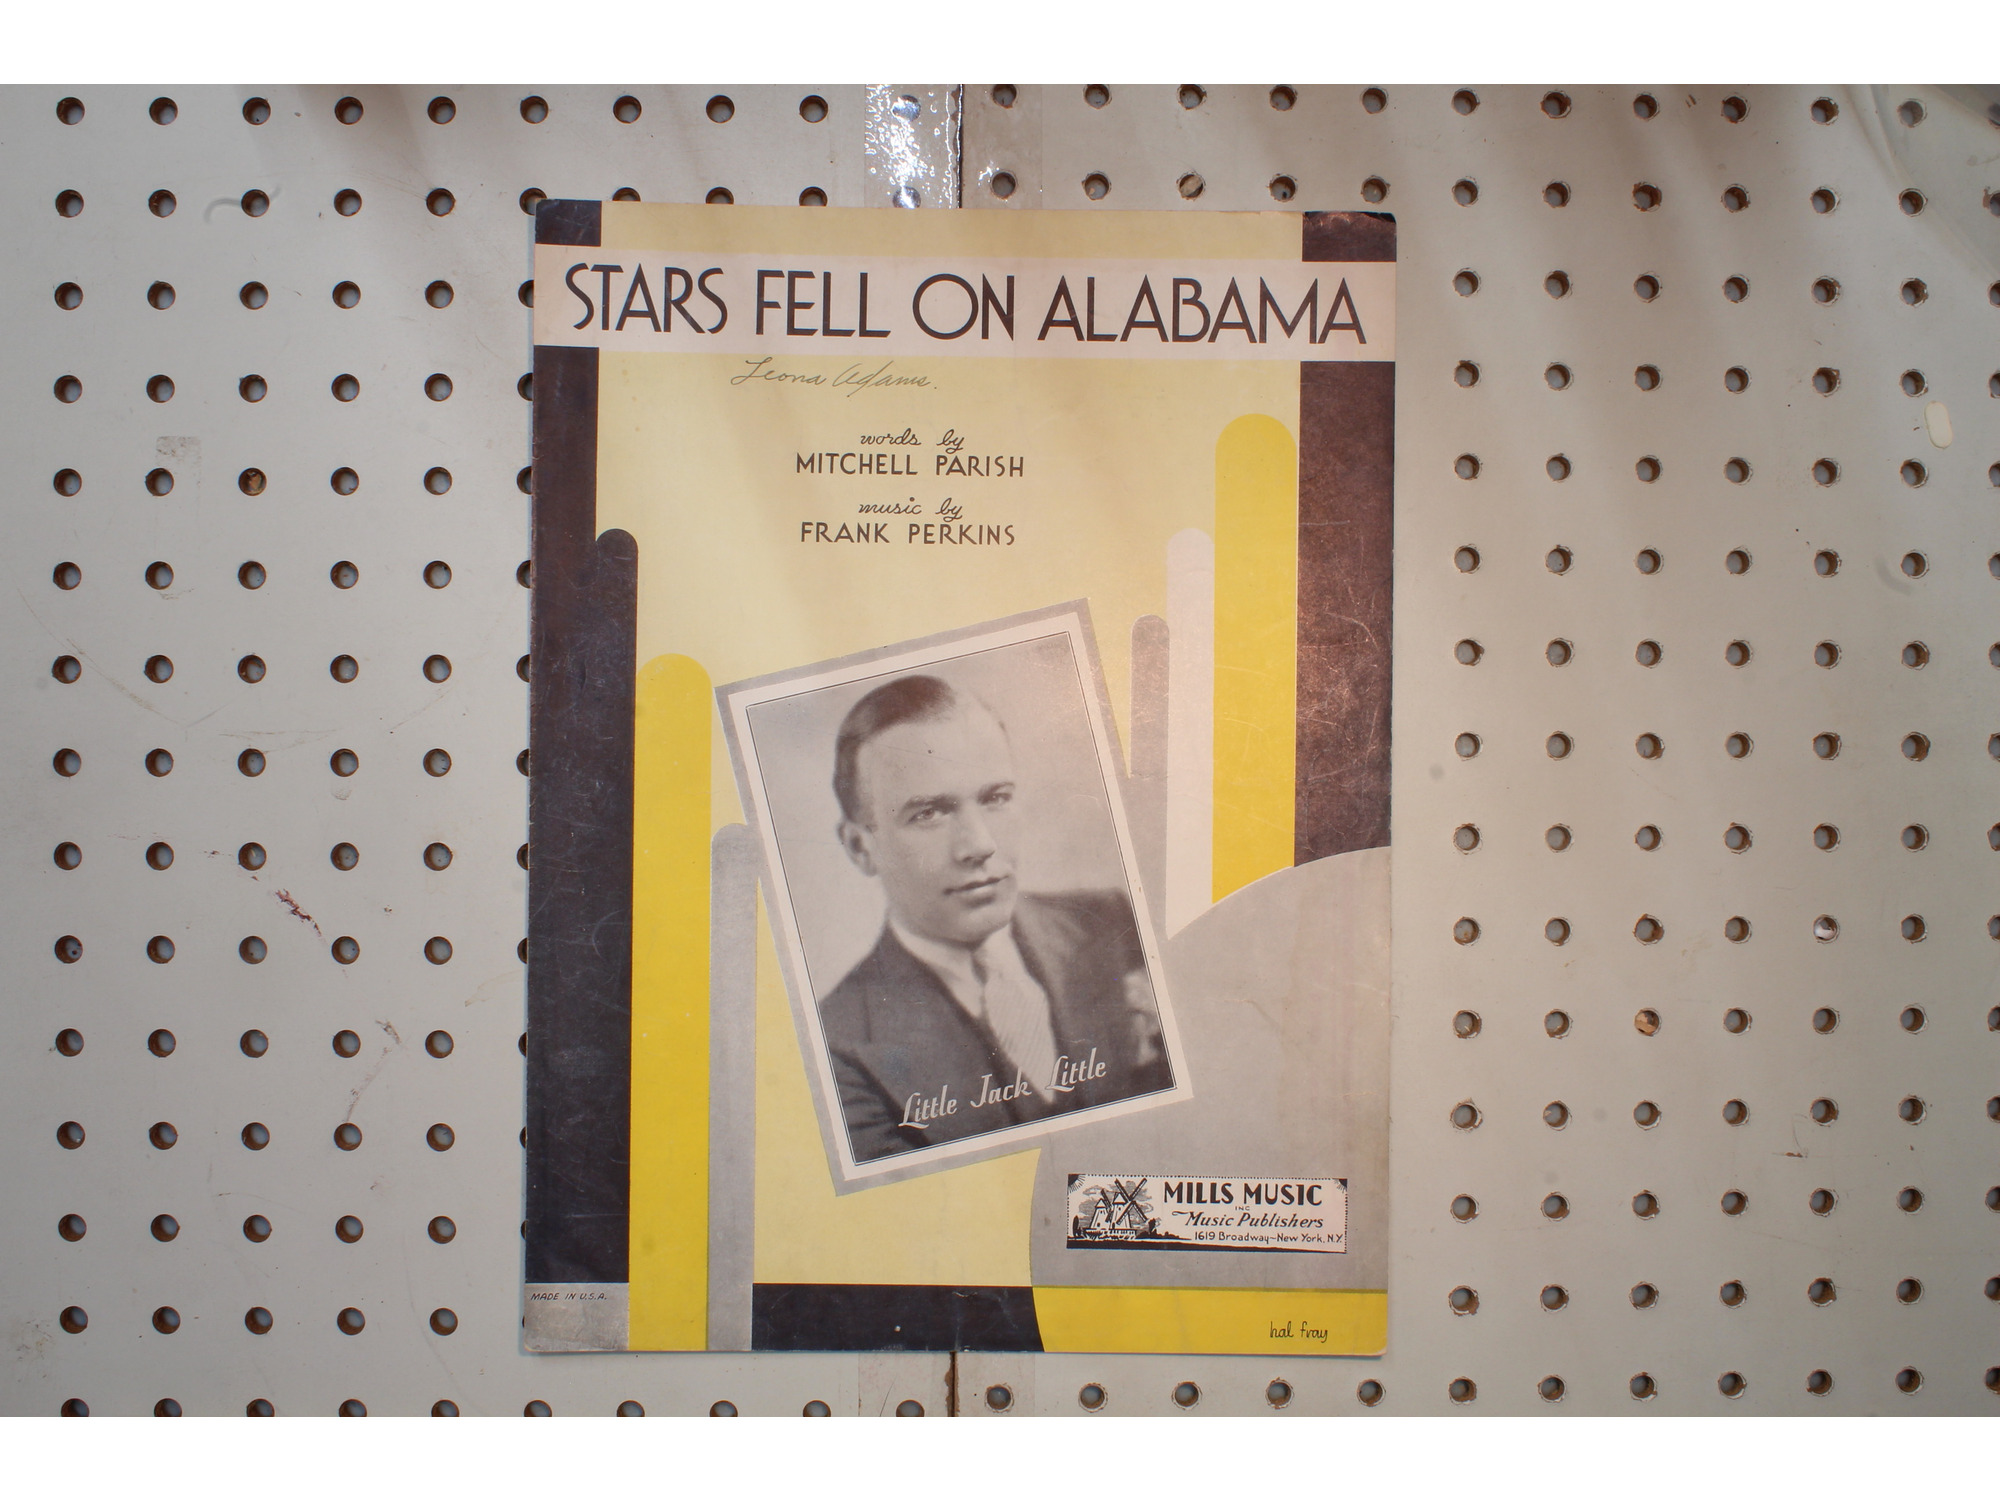 STARS FELL ON ALABAMA
Leona Adams.
words by
MITCHELL PARISH
music by
FRANK PERKINS
Little Jack Little
MILLS MUSIC
INC
Music Publishers
1619 Broadway~New York, N.Y.
MADE IN U.S.A.
hal fray